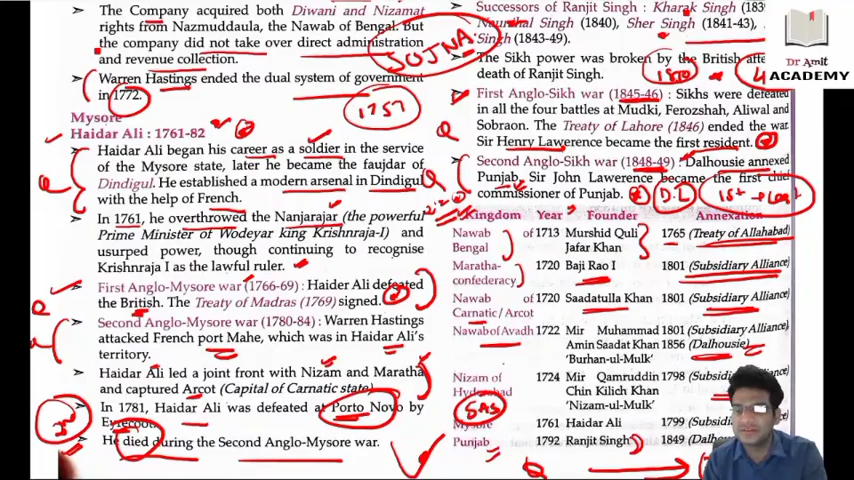 The Company acquired both Diwani and Nizamat
rights from Nazmuddaula, the Nawab of Bengal. But
the company did not take over direct administration
and revenue collection.
➤ Warren Hastings ended the dual system of government
in 1772.
Mysore
Haidar Ali : 1761-82
➤ Haidar Ali began his career as a soldier in the service
of the Mysore state, later he became the faujdar of
Dindigul. He established a modern arsenal in Dindigul
with the help of French.
➤ In 1761, he overthrowed the Nanjarajar (the powerful
Prime Minister of Wodeyar king Krishnraja-I) and
usurped power, though continuing to recognise
Krishnraja I as the lawful ruler.
➤ First Anglo-Mysore war (1766-69) : Haider Ali defeated
the British. The Treaty of Madras (1769) signed.
➤ Second Anglo-Mysore war (1780-84) : Warren Hastings
attacked French port Mahe, which was in Haidar Ali's
territory.
➤ Haidar Ali led a joint front with Nizam and Maratha
and captured Arcot (Capital of Carnatic state).
➤ In 1781, Haidar Ali was defeated at Porto Novo by
Eyrecoot.
➤ He died during the Second Anglo-Mysore war.
SOJNA
1757
2nd
Successors of Ranjit Singh : Kharak Singh
Naunihal Singh (1840), Sher Singh (1841-43),
Singh (1843-49).
➤ The Sikh power was broken by the British
death of Ranjit Singh.
➤ First Anglo-Sikh war (1845-46) : Sikhs were defeated
in all the four battles at Mudki, Ferozshah, Aliwal and
Sobraon. The Treaty of Lahore (1846) ended the war.
Sir Henry Lawerence became the first resident.
➤ Second Anglo-Sikh war (1848-49) : Dalhousie annexed
Punjab. Sir John Lawerence became the first chief
commissioner of Punjab.
D.L
Kingdom Year Founder Annexation
Nawab of Bengal 1713 Murshid Quli Jafar Khan 1765 (Treaty of Allahabad)
Maratha-confederacy 1720 Baji Rao I 1801 (Subsidiary Alliance)
Nawab of Carnatic/Arcot 1720 Saadatulla Khan 1801 (Subsidiary Alliance)
Nawab of Avadh 1722 Mir Muhammad Amin Saadat Khan 'Burhan-ul-Mulk' 1801 (Subsidiary Alliance) 1856 (Dalhousie)
Nizam of Hyderabad 1724 Mir Qamruddin Chin Kilich Khan 'Nizam-ul-Mulk' 1798
Mysore 1761 Haidar Ali 1799
Punjab 1792 Ranjit Singh 1849
SAS
Dr Amit
ACADEMY